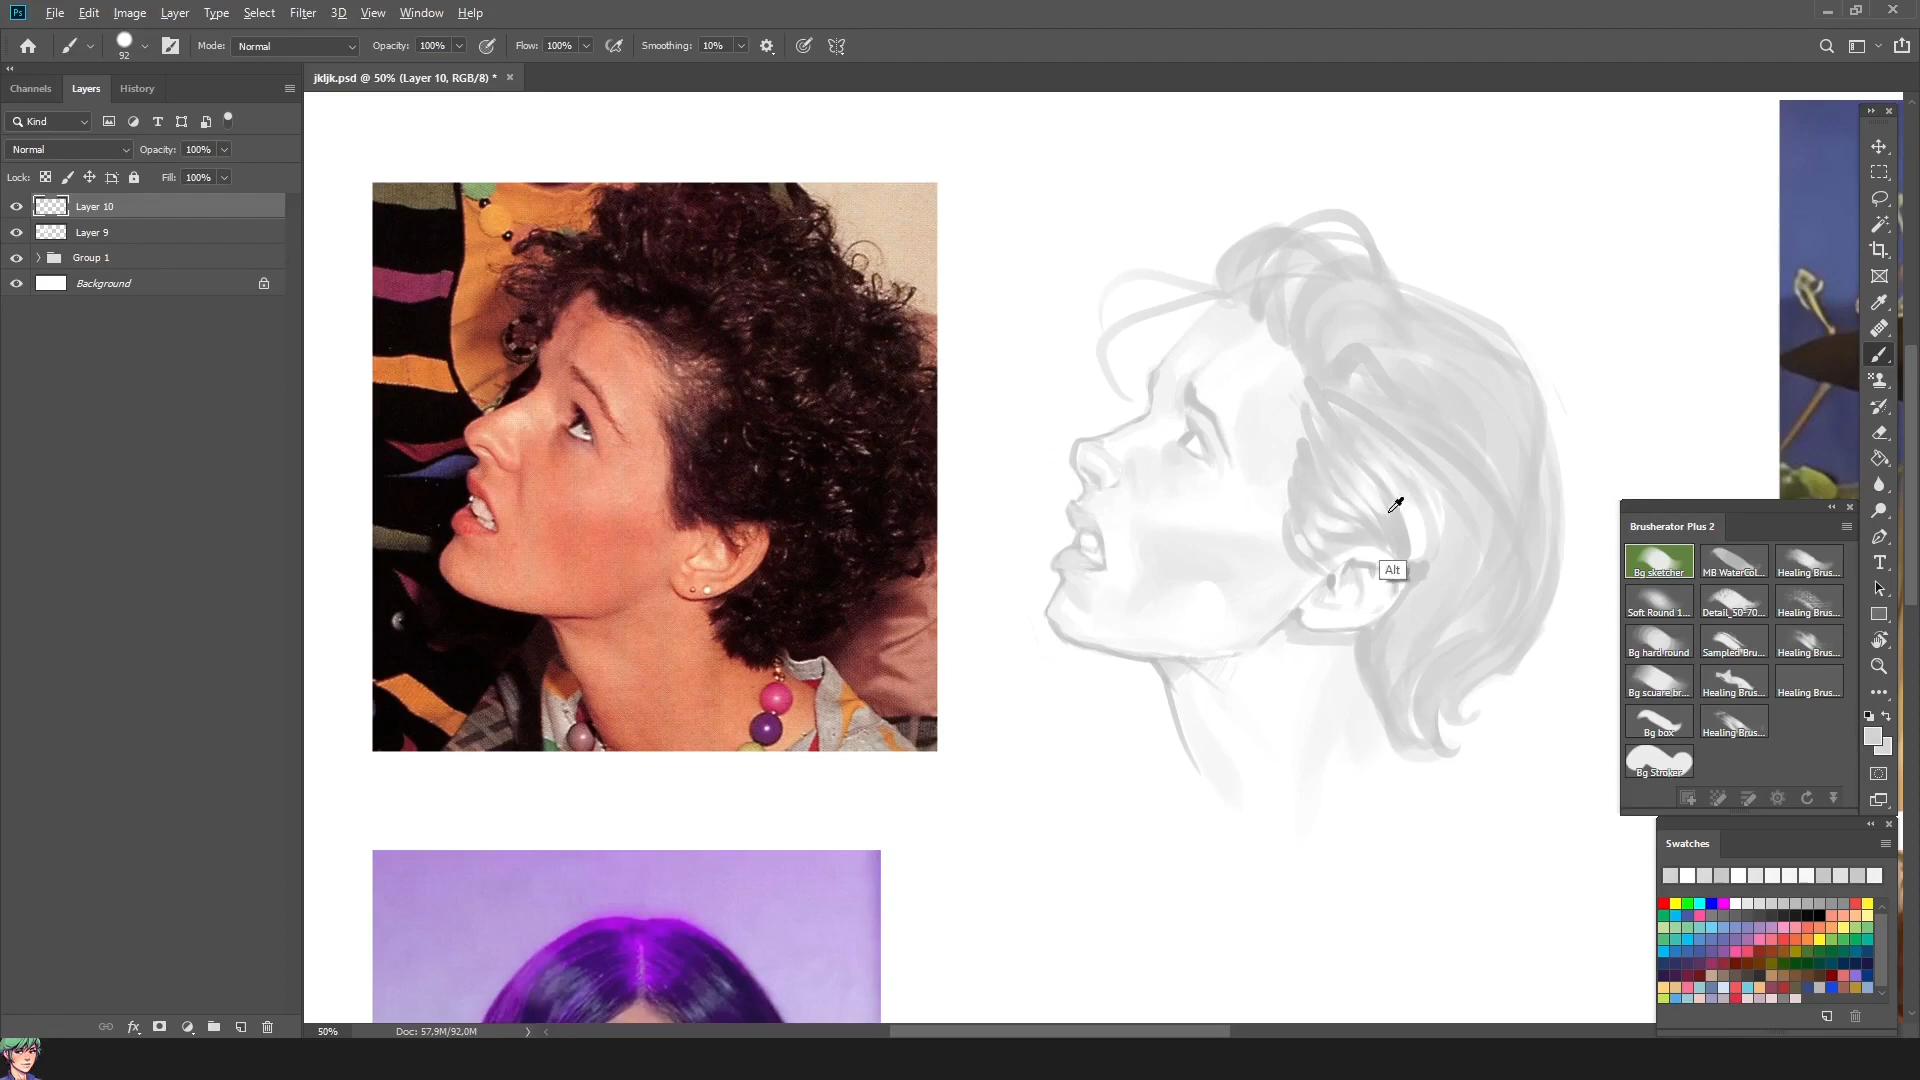 Ps File Edit Image Layer Type Select Filter 3D View Window Help
92 Mode: Normal Opacity: 100% Flow: 100% Smoothing: 10%
jkljk.psd @ 50% (Layer 10, RGB/8) *
Channels Layers History
Kind
Normal Opacity: 100%
Lock: Fill: 100%
Layer 10
Layer 9
Group 1
Background
Alt
Brusherator Plus 2
Bg sketcher MB WaterCol... Healing Brus...
Soft Round 1... Detail_50-70... Healing Brus...
Bg hard round Sampled Bru... Healing Brus...
Bg scuare br... Healing Brus... Healing Brus...
Bg box Healing Brus...
Bg Stroker
Swatches
50% Doc: 57,9M/92,0M